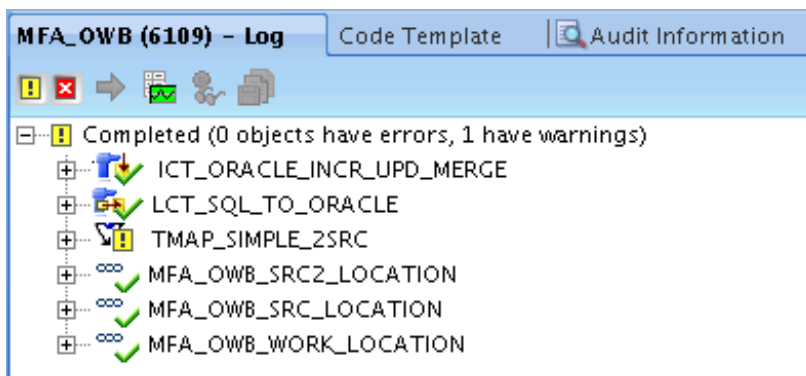 MFA_OWB (6109) – Log Code Template Audit Information
Completed (0 objects have errors, 1 have warnings)
ICT_ORACLE_INCR_UPD_MERGE
LCT_SQL_TO_ORACLE
TMAP_SIMPLE_2SRC
MFA_OWB_SRC2_LOCATION
MFA_OWB_SRC_LOCATION
MFA_OWB_WORK_LOCATION